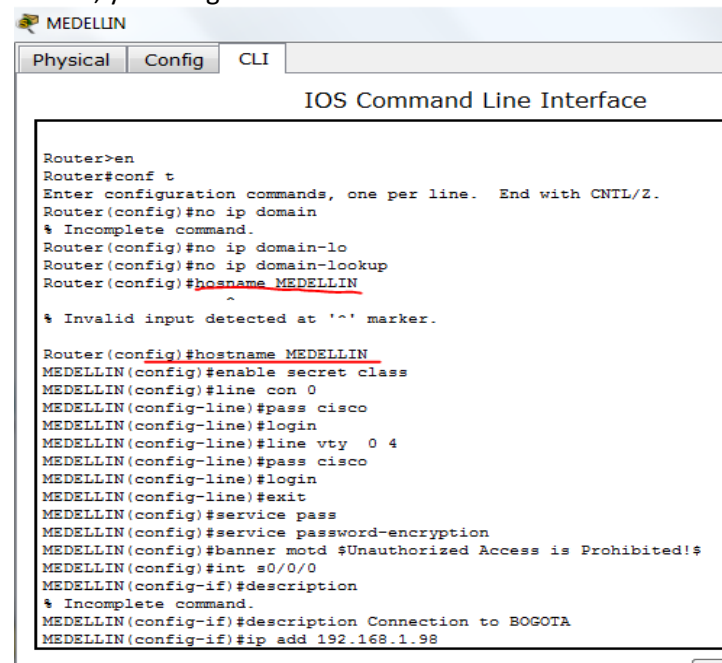 MEDELLIN
Physical Config CLI
IOS Command Line Interface
Router>en
Router#conf t
Enter configuration commands, one per line.  End with CNTL/Z.
Router(config)#no ip domain
% Incomplete command.
Router(config)#no ip domain-lo
Router(config)#no ip domain-lookup
Router(config)#hosname MEDELLIN
^
% Invalid input detected at '^' marker.
Router(config)#hostname MEDELLIN
MEDELLIN(config)#enable secret class
MEDELLIN(config)#line con 0
MEDELLIN(config-line)#pass cisco
MEDELLIN(config-line)#login
MEDELLIN(config-line)#line vty  0 4
MEDELLIN(config-line)#pass cisco
MEDELLIN(config-line)#login
MEDELLIN(config-line)#exit
MEDELLIN(config)#service pass
MEDELLIN(config)#service password-encryption
MEDELLIN(config)#banner motd $Unauthorized Access is Prohibited!$
MEDELLIN(config)#int s0/0/0
MEDELLIN(config-if)#description
% Incomplete command.
MEDELLIN(config-if)#description Connection to BOGOTA
MEDELLIN(config-if)#ip add 192.168.1.98